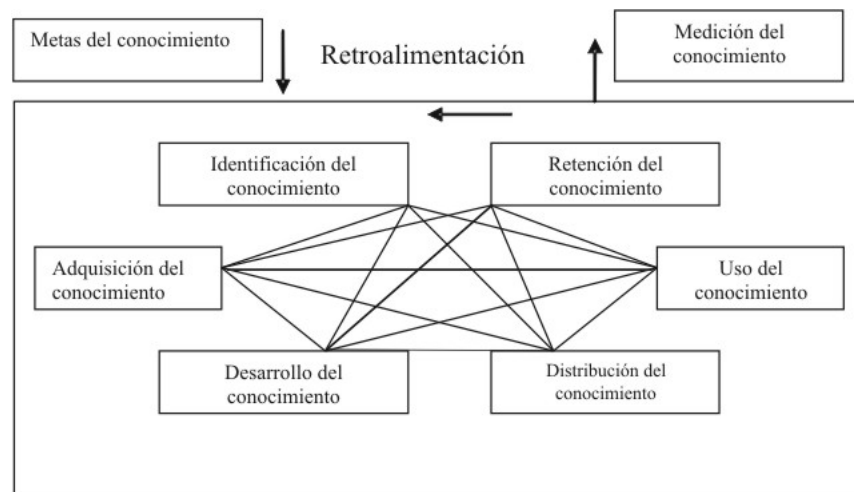 Metas del conocimiento
Retroalimentación
Medición del
conocimiento
Identificación del
conocimiento
Retención del
conocimiento
Adquisición del
conocimiento
Uso del
conocimiento
Desarrollo del
conocimiento
Distribución del
conocimiento